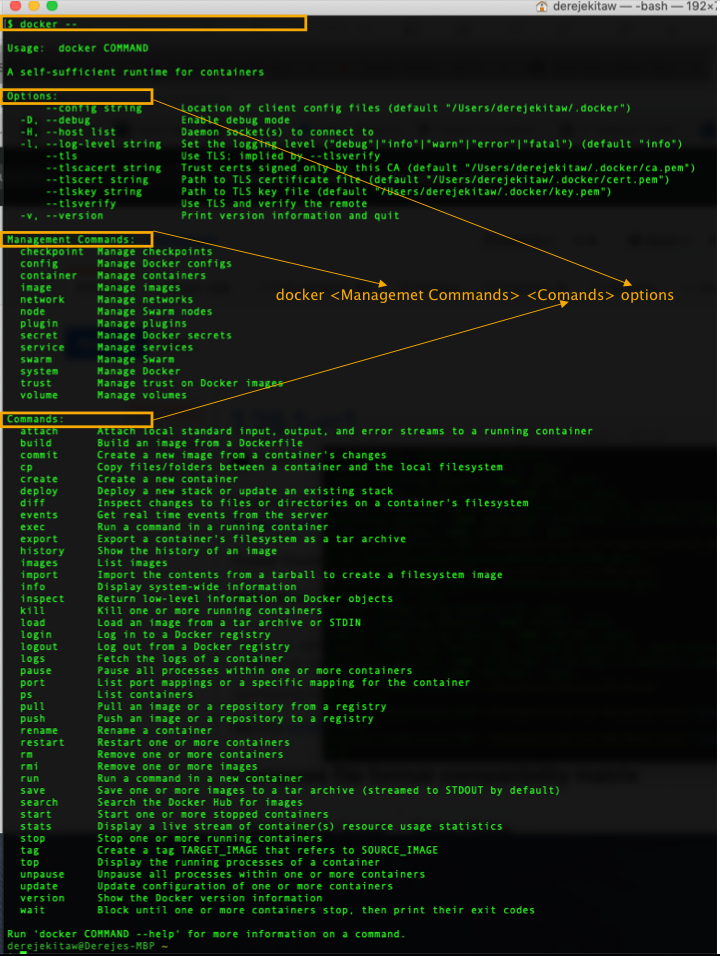 derejekitaw — -bash — 192×7
$ docker --
Usage:  docker COMMAND
A self-sufficient runtime for containers
Options:
--config string      Location of client config files (default "/Users/derejekitaw/.docker")
-D, --debug              Enable debug mode
-H, --host list          Daemon socket(s) to connect to
-l, --log-level string   Set the logging level ("debug"|"info"|"warn"|"error"|"fatal") (default "info")
--tls                Use TLS; implied by --tlsverify
--tlscacert string   Trust certs signed only by this CA (default "/Users/derejekitaw/.docker/ca.pem")
--tlscert string     Path to TLS certificate file (default "/Users/derejekitaw/.docker/cert.pem")
--tlskey string      Path to TLS key file (default "/Users/derejekitaw/.docker/key.pem")
--tlsverify          Use TLS and verify the remote
-v, --version            Print version information and quit
Management Commands:
checkpoint  Manage checkpoints
config      Manage Docker configs
container   Manage containers
image       Manage images
docker <Managemet Commands> <Comands> options
network     Manage networks
node        Manage Swarm nodes
plugin      Manage plugins
secret      Manage Docker secrets
service     Manage services
swarm       Manage Swarm
system      Manage Docker
trust       Manage trust on Docker images
volume      Manage volumes
Commands:
attach      Attach local standard input, output, and error streams to a running container
build       Build an image from a Dockerfile
commit      Create a new image from a container's changes
cp          Copy files/folders between a container and the local filesystem
create      Create a new container
deploy      Deploy a new stack or update an existing stack
diff        Inspect changes to files or directories on a container's filesystem
events      Get real time events from the server
exec        Run a command in a running container
export      Export a container's filesystem as a tar archive
history     Show the history of an image
images      List images
import      Import the contents from a tarball to create a filesystem image
info        Display system-wide information
inspect     Return low-level information on Docker objects
kill        Kill one or more running containers
load        Load an image from a tar archive or STDIN
login       Log in to a Docker registry
logout      Log out from a Docker registry
logs        Fetch the logs of a container
pause       Pause all processes within one or more containers
port        List port mappings or a specific mapping for the container
ps          List containers
pull        Pull an image or a repository from a registry
push        Push an image or a repository to a registry
rename      Rename a container
restart     Restart one or more containers
rm          Remove one or more containers
rmi         Remove one or more images
run         Run a command in a new container
save        Save one or more images to a tar archive (streamed to STDOUT by default)
search      Search the Docker Hub for images
start       Start one or more stopped containers
stats       Display a live stream of container(s) resource usage statistics
stop        Stop one or more running containers
tag         Create a tag TARGET_IMAGE that refers to SOURCE_IMAGE
top         Display the running processes of a container
unpause     Unpause all processes within one or more containers
update      Update configuration of one or more containers
version     Show the Docker version information
wait        Block until one or more containers stop, then print their exit codes
Run 'docker COMMAND --help' for more information on a command.
derejekitaw@Derejes-MBP ~